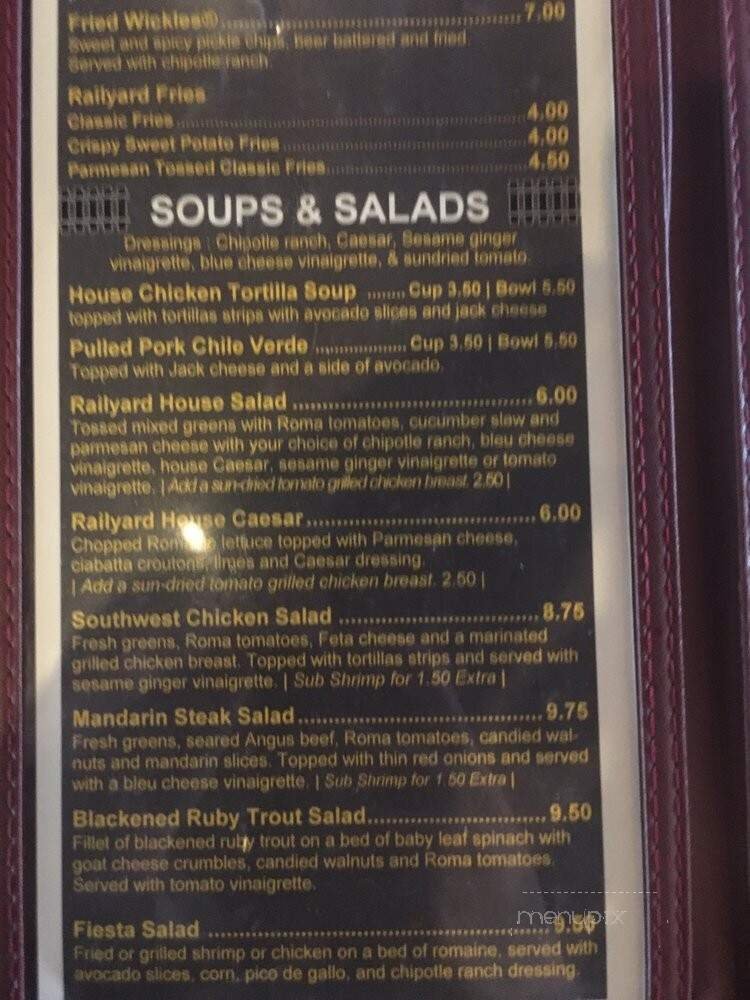 Fried Wickles® 7.00
Sweet and spicy pickle chips, beer battered and fried.
Served with chipotle ranch.
Railyard Fries
Classic Fries 4.00
Crispy Sweet Potato Fries 4.00
Parmesan Tossed Classic Fries 4.50
SOUPS & SALADS
Dressings : Chipotle ranch, Caesar, Sesame ginger
vinaigrette, blue cheese vinaigrette, & sundried tomato.
House Chicken Tortilla Soup ........ Cup 3.50 | Bowl 5.50
topped with tortillas strips with avocado slices and jack cheese
Pulled Pork Chile Verde .................. Cup 3.50 | Bowl 5.50
Topped with Jack cheese and a side of avocado.
Railyard House Salad .................................. 6.00
Tossed mixed greens with Roma tomatoes, cucumber slaw and
parmesan cheese with your choice of chipotle ranch, bleu cheese
vinaigrette, house Caesar, sesame ginger vinaigrette or tomato
vinaigrette. | Add a sun-dried tomato grilled chicken breast. 2.50 |
Railyard House Caesar ................................. 6.00
Chopped Romaine lettuce topped with Parmesan cheese,
ciabatta croutons, limes and Caesar dressing.
| Add a sun-dried tomato grilled chicken breast. 2.50 |
Southwest Chicken Salad ............................. 8.75
Fresh greens, Roma tomatoes, Feta cheese and a marinated
grilled chicken breast. Topped with tortillas strips and served with
sesame ginger vinaigrette. | Sub Shrimp for 1.50 Extra |
Mandarin Steak Salad................................... 9.75
Fresh greens, seared Angus beef, Roma tomatoes, candied wal-
nuts and mandarin slices. Topped with thin red onions and served
with a bleu cheese vinaigrette. | Sub Shrimp for 1.50 Extra |
Blackened Ruby Trout Salad.......................... 9.50
Fillet of blackened ruby trout on a bed of baby leaf spinach with
goat cheese crumbles, candied walnuts and Roma tomatoes.
Served with tomato vinaigrette.
menupix
Fiesta Salad ................................................ 9.50
Fried or grilled shrimp or chicken on a bed of romaine, served with
avocado slices, corn, pico de gallo, and chipotle ranch dressing.